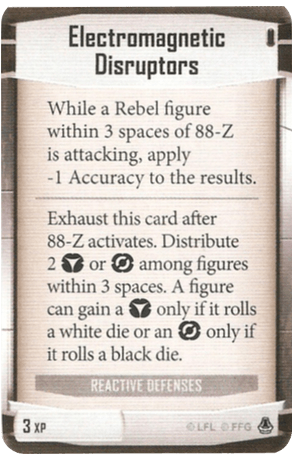 Electromagnetic
Disruptors
While a Rebel figure
within 3 spaces of 88-Z
is attacking, apply
-1 Accuracy to the results.
Exhaust this card after
88-Z activates. Distribute
2 or among figures
within 3 spaces. A figure
can gain a only if it rolls
a white die or an only if
it rolls a black die.
REACTIVE DEFENSES
3 XP
© LFL © FFG